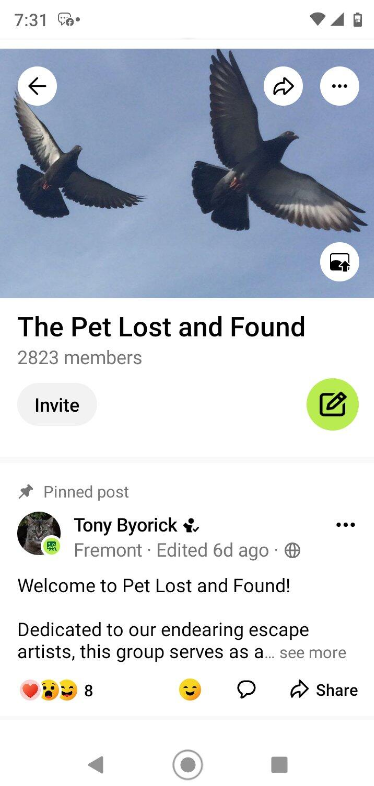 7:31
The Pet Lost and Found
2823 members
Invite
Pinned post
Tony Byorick
Fremont · Edited 6d ago ·
Welcome to Pet Lost and Found!
Dedicated to our endearing escape
artists, this group serves as a... see more
8
Share